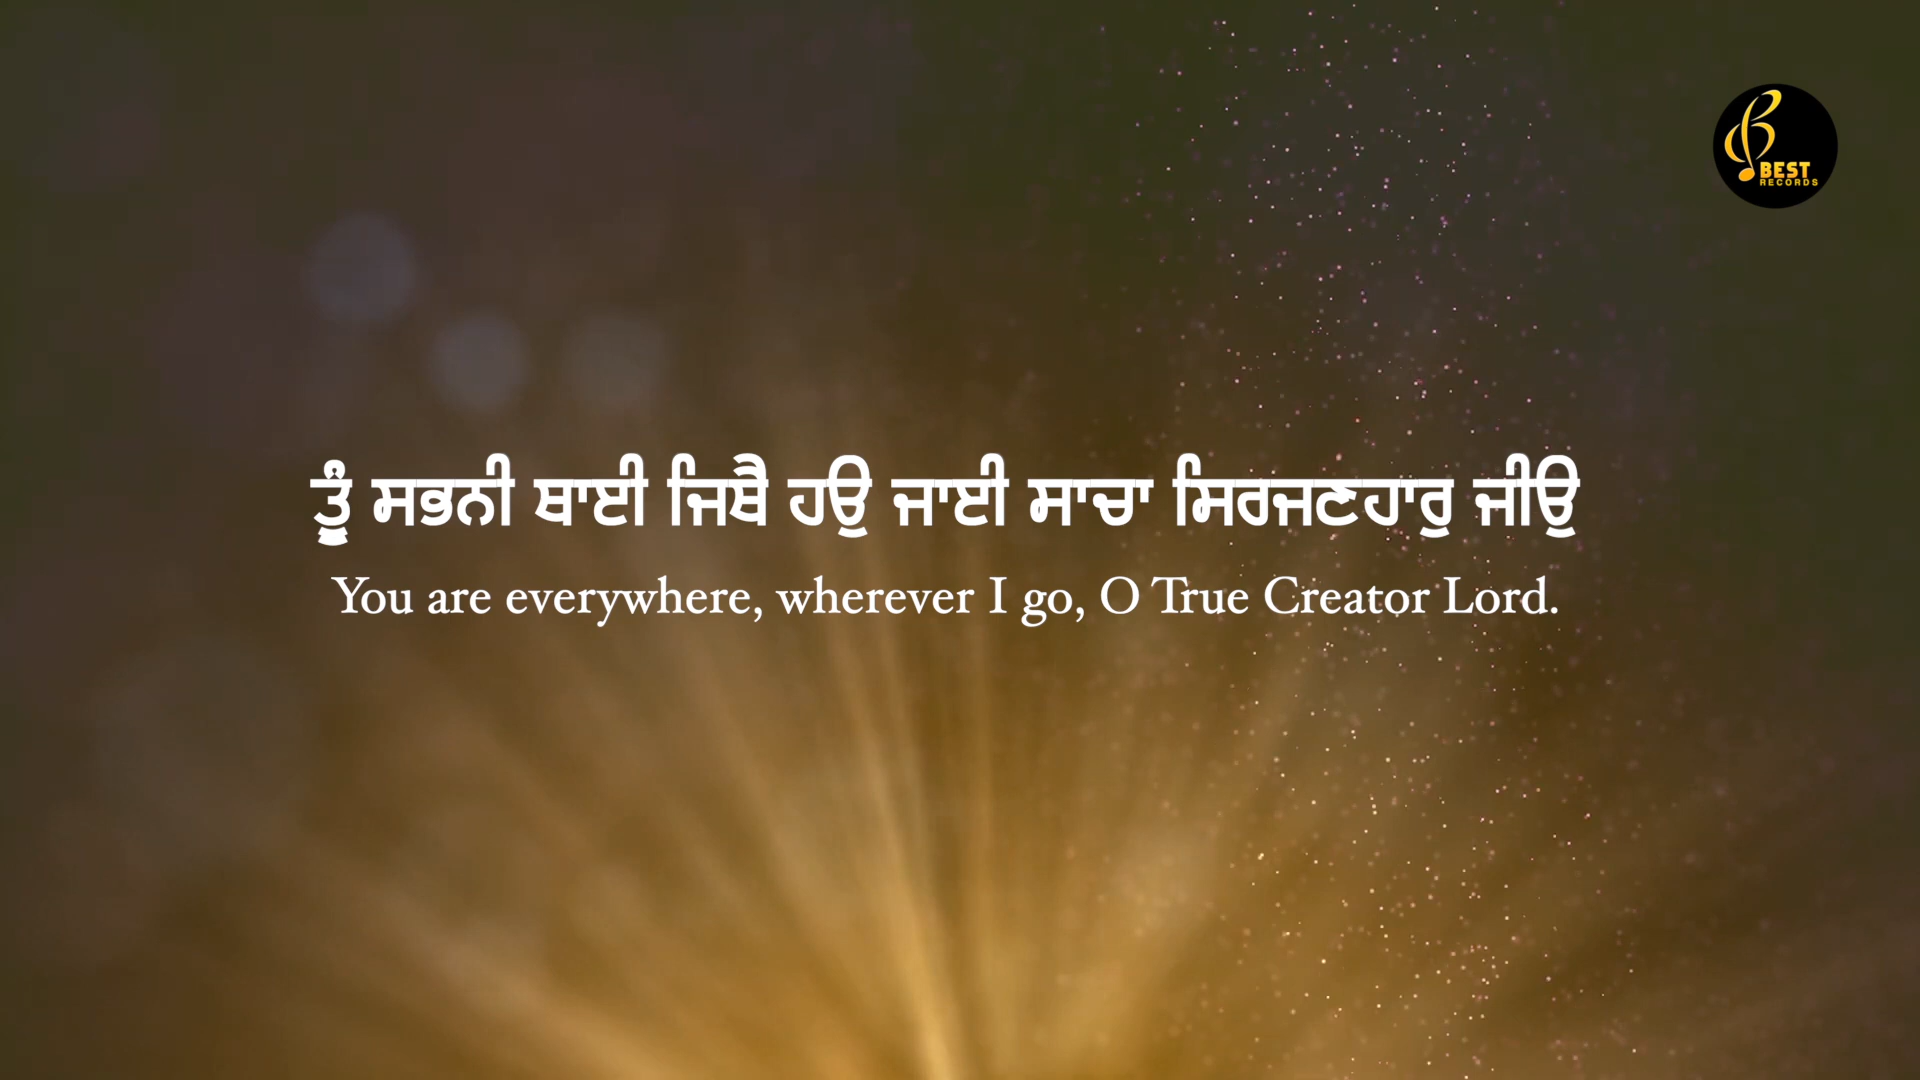 BEST
RECORDS
ਤੂੰ ਸਭਨੀ ਥਾਈ ਜਿਥੈ ਹਉ ਜਾਈ ਸਾਚਾ ਸਿਰਜਣਹਾਰੁ ਜੀਉ
You are everywhere, wherever I go, O True Creator Lord.